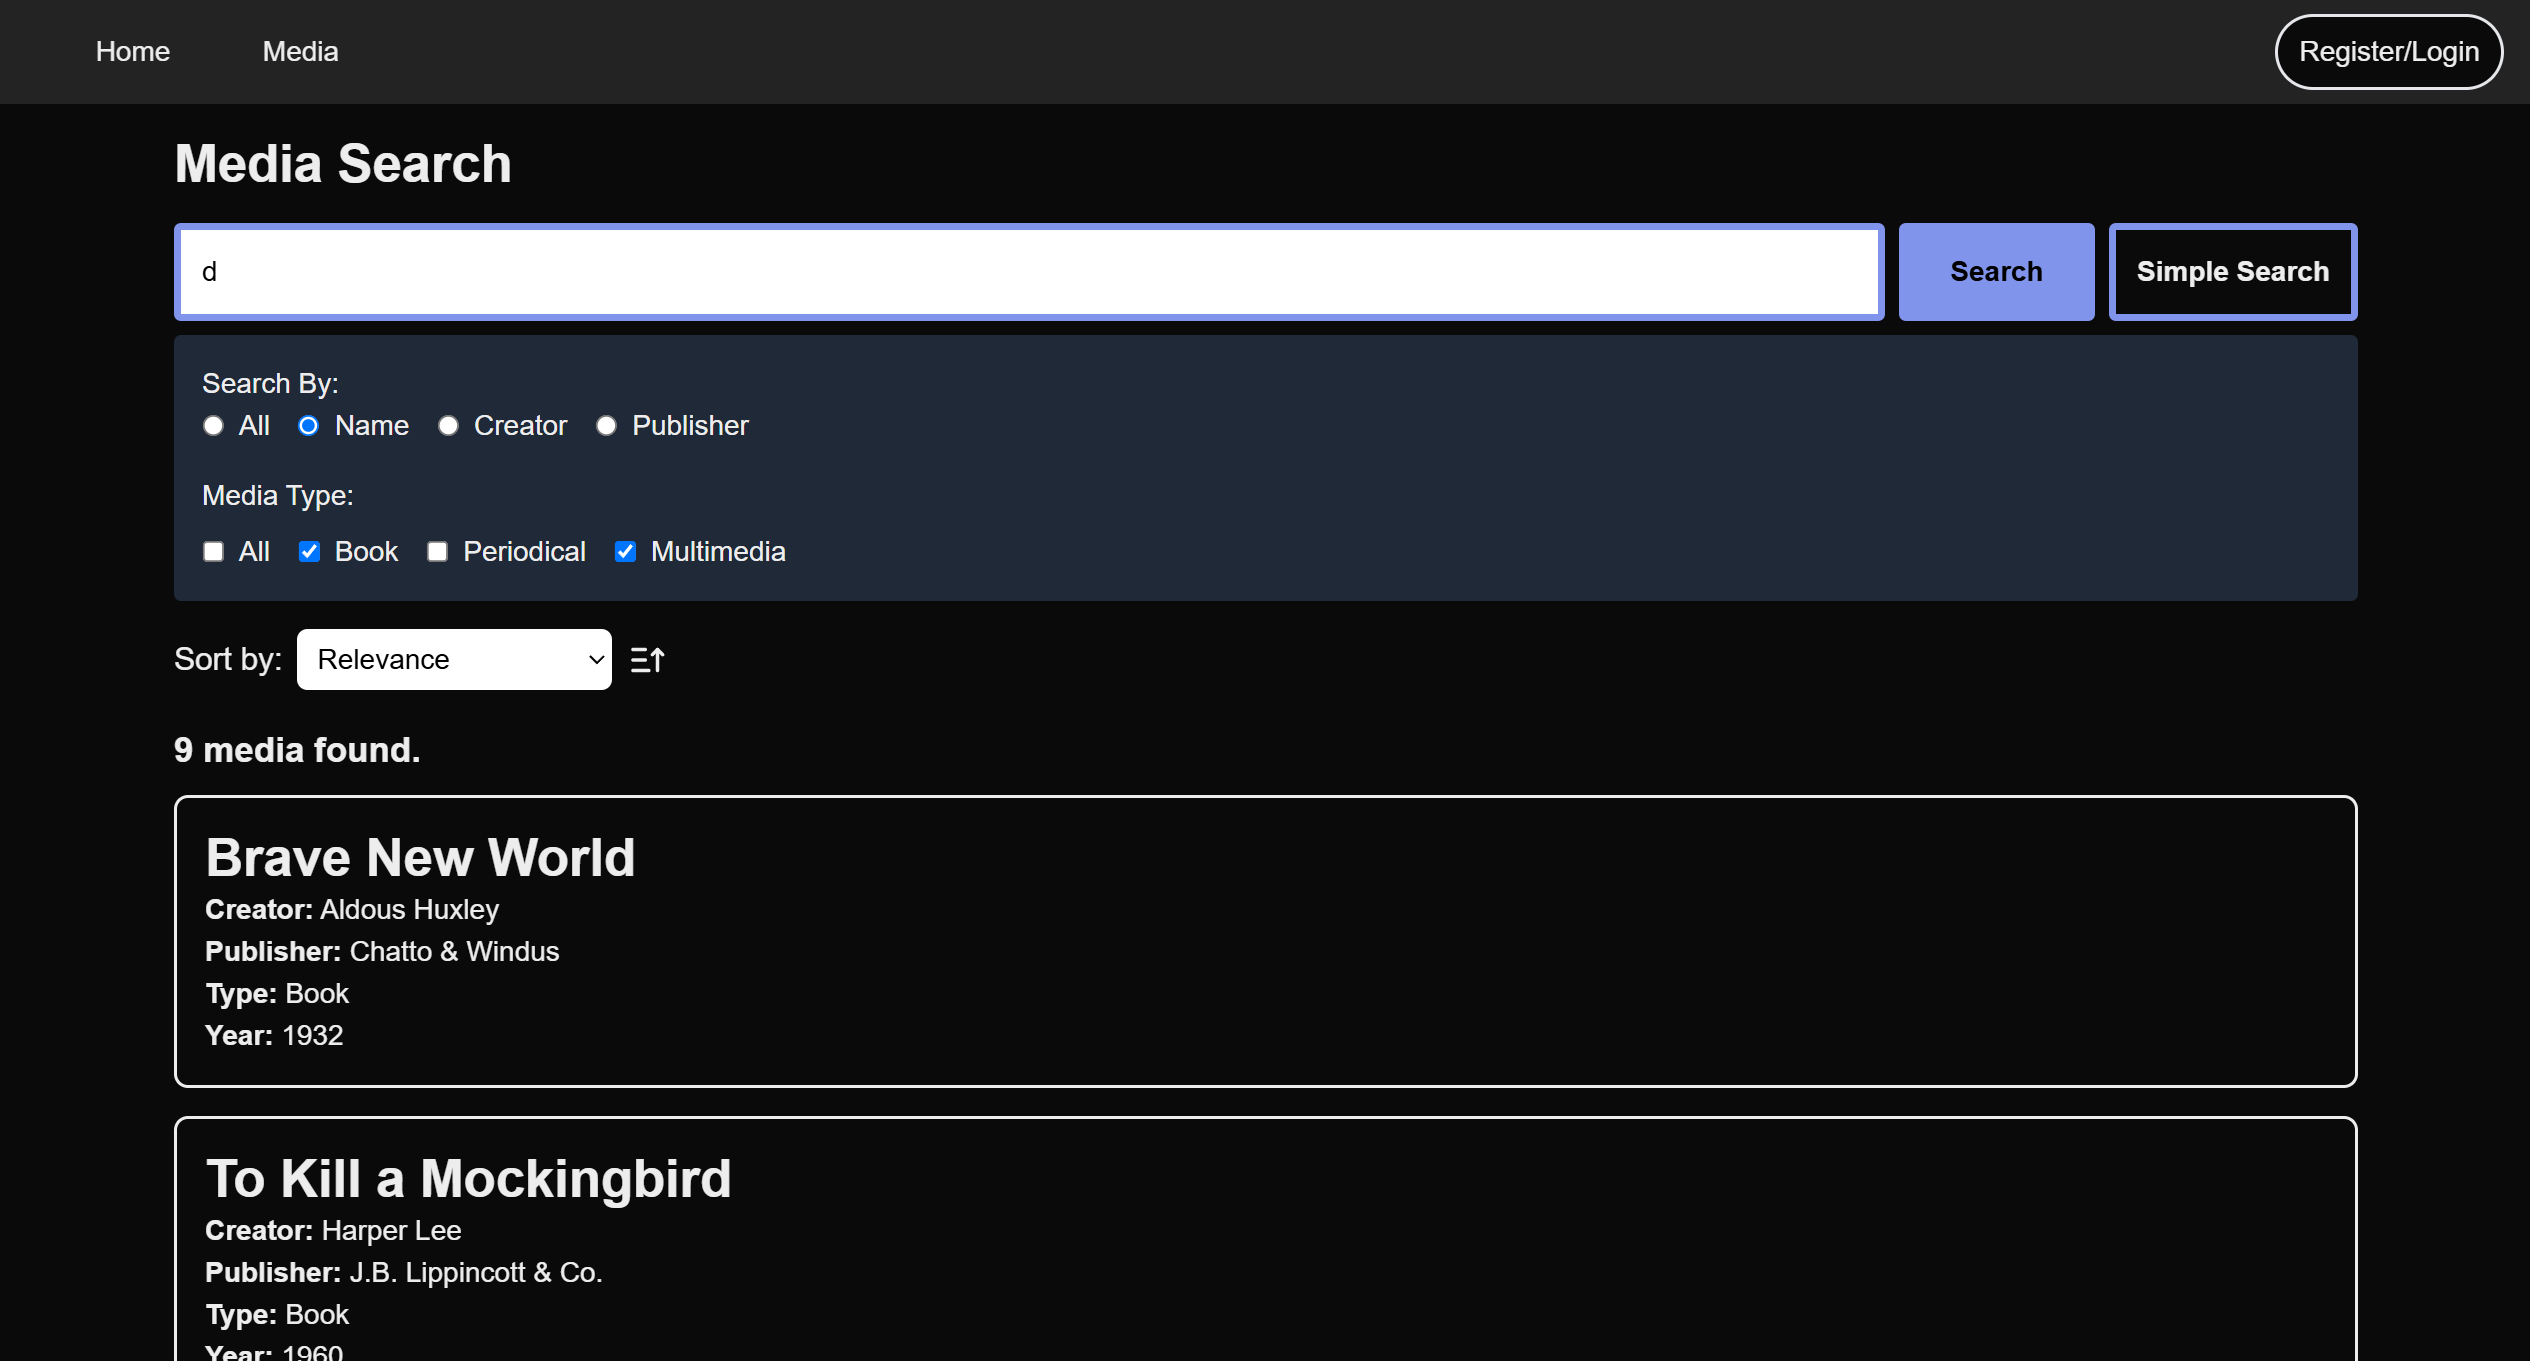 Home Media Register/Login
Media Search
d Search Simple Search
Search By:
All Name Creator Publisher
Media Type:
All Book Periodical Multimedia
Sort by: Relevance
9 media found.
Brave New World
Creator: Aldous Huxley
Publisher: Chatto & Windus
Type: Book
Year: 1932
To Kill a Mockingbird
Creator: Harper Lee
Publisher: J.B. Lippincott & Co.
Type: Book
Year: 1960